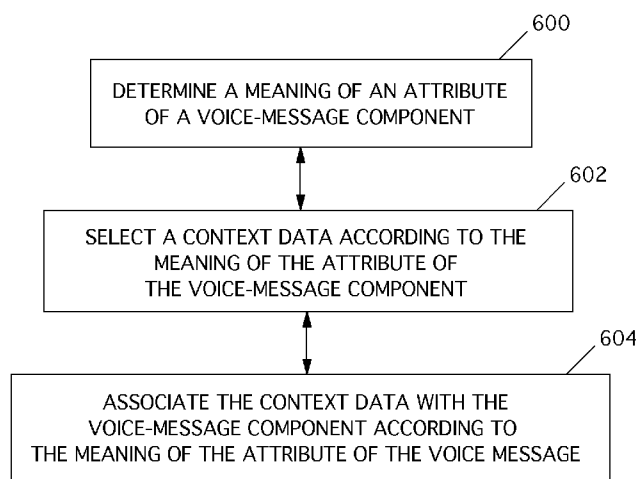 600
DETERMINE A MEANING OF AN ATTRIBUTE
OF A VOICE-MESSAGE COMPONENT
602
SELECT A CONTEXT DATA ACCORDING TO THE
MEANING OF THE ATTRIBUTE OF
THE VOICE-MESSAGE COMPONENT
604
ASSOCIATE THE CONTEXT DATA WITH THE
VOICE-MESSAGE COMPONENT ACCORDING TO
THE MEANING OF THE ATTRIBUTE OF THE VOICE MESSAGE